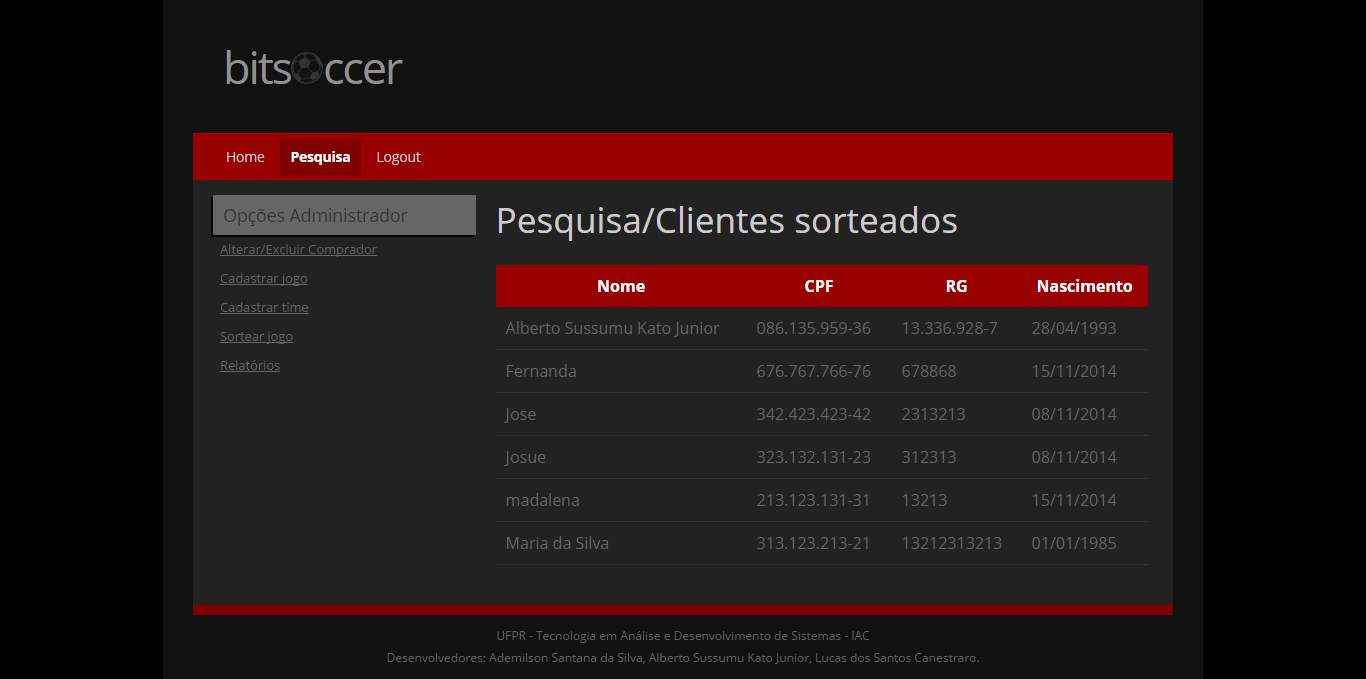 bitsoccer
Home Pesquisa Logout
Opções Administrador
Alterar/Excluir Comprador
Cadastrar jogo
Cadastrar time
Sortear jogo
Relatórios
Pesquisa/Clientes sorteados
Nome CPF RG Nascimento
Alberto Sussumu Kato Junior 086.135.959-36 13.336.928-7 28/04/1993
Fernanda 676.767.766-76 678868 15/11/2014
Jose 342.423.423-42 2313213 08/11/2014
Josue 323.132.131-23 312313 08/11/2014
madalena 213.123.131-31 13213 15/11/2014
Maria da Silva 313.123.213-21 13212313213 01/01/1985
UFPR - Tecnologia em Análise e Desenvolvimento de Sistemas - IAC
Desenvolvedores: Ademilson Santana da Silva, Alberto Sussumu Kato Junior, Lucas dos Santos Canestraro.